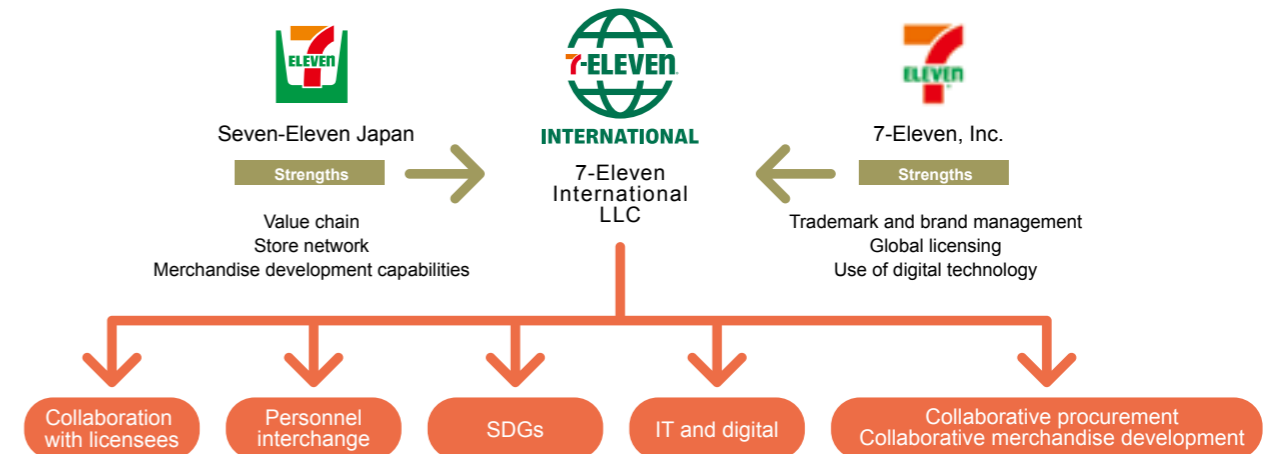 ELEVEN
7-ELEVEN
ELEVEn
INTERNATIONAL
Seven-Eleven Japan
7-Eleven, Inc.
Strengths
7-Eleven
International
LLC
Strengths
Value chain
Store network
Merchandise development capabilities
Trademark and brand management
Global licensing
Use of digital technology
Collaboration
with licensees
Personnel
interchange
SDGs
IT and digital
Collaborative procurement
Collaborative merchandise development